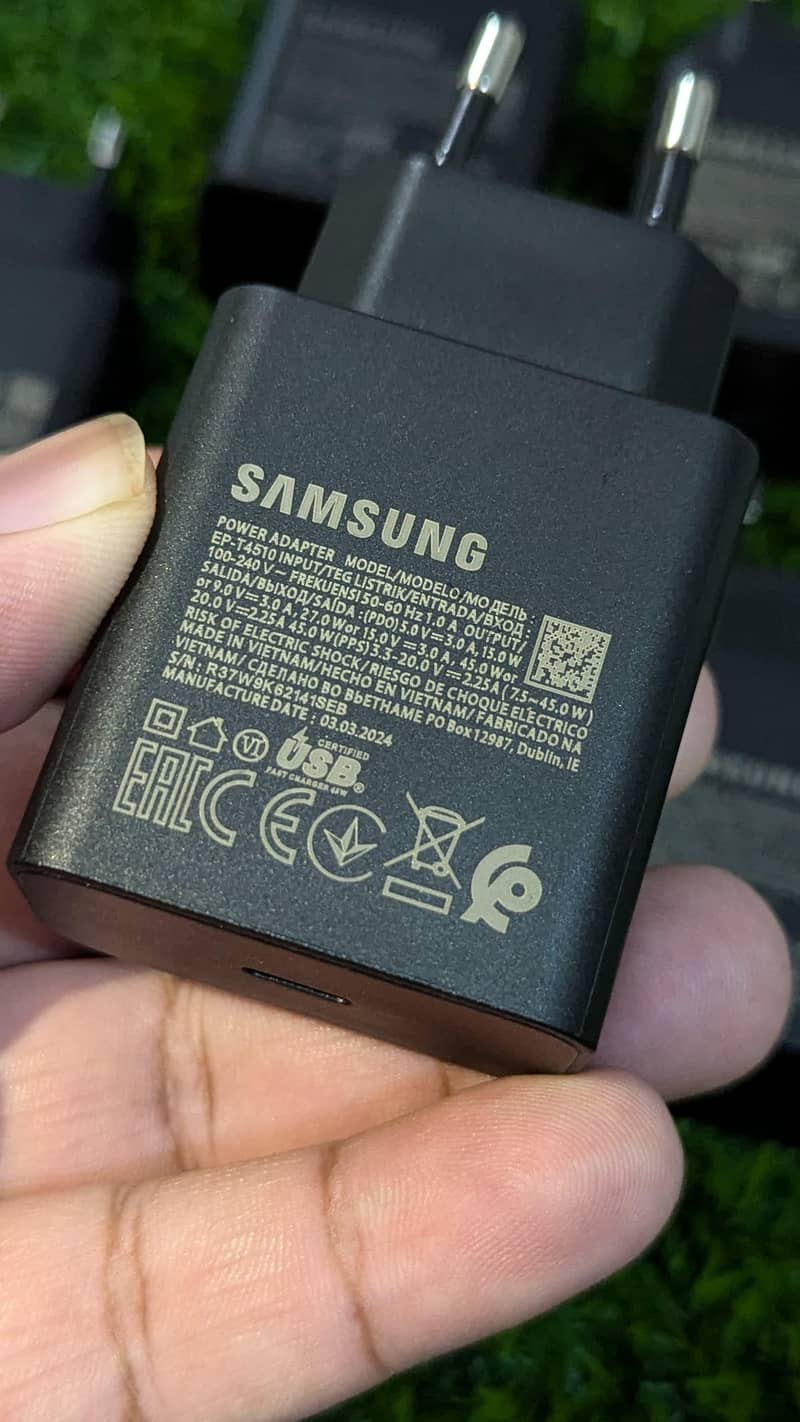 SAMSUNG
POWER ADAPTER MODEL/MODELO/МОДЕЛЬ :
EP-T4510 INPUT/TEG LISTRIK/ENTRADA/ВХОД :
100-240 V ~ FREKUENSI 50-60 Hz 1.0 A OUTPUT/
SALIDA/ВЫХОД/SAÍDA : (PDO) 5.0 V⎓3.0 A, 15.0 W
or 9.0 V⎓3.0 A, 27.0 W or 15.0 V⎓3.0 A, 45.0 W or
20.0 V⎓2.25 A 45.0 W (PPS) 3.3-20.0 V⎓2.25 A (7.5~45.0 W)
RISK OF ELECTRIC SHOCK/RIESGO DE CHOQUE ELÉCTRICO
MADE IN VIETNAM/HECHO EN VIETNAM/ FABRICADO NA
VIETNAM/ СДЕЛАНО ВО ВЬЕТНАМЕ PO Box 12987, Dublin, IE
S/N: R37W9K62141SEB
MANUFACTURE DATE : 03.03.2024
VI
CERTIFIED
USB
FAST CHARGER 45W
EAC CE
SAMSUNG